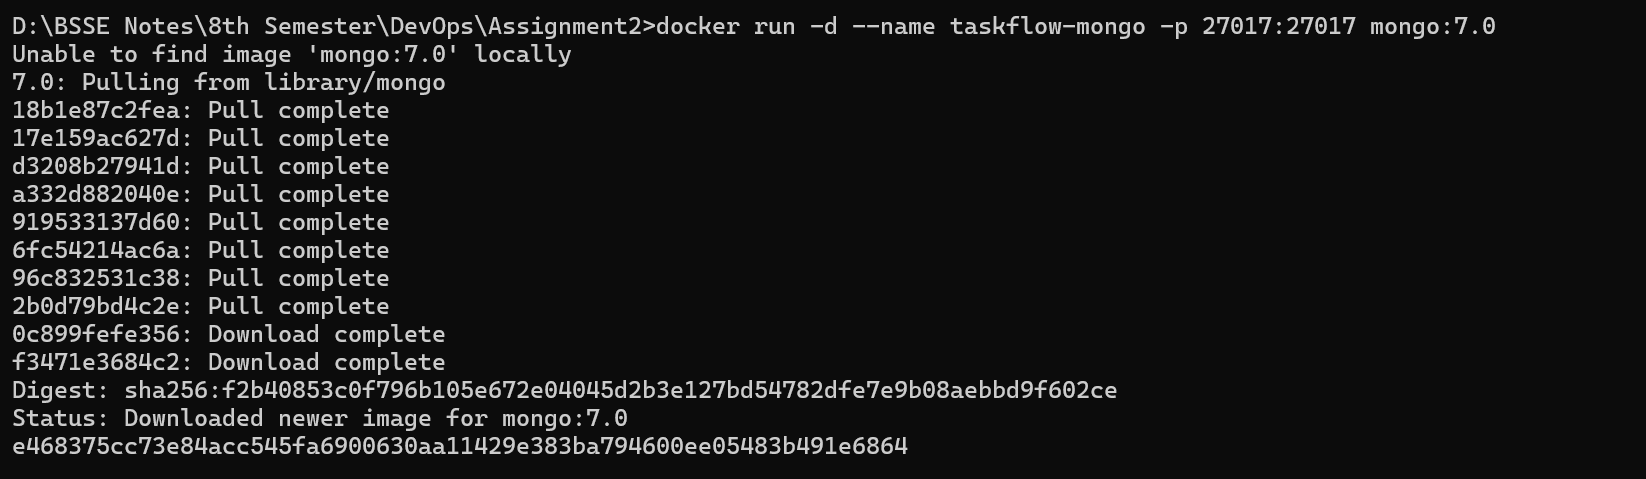 D:\BSSE Notes\8th Semester\DevOps\Assignment2>docker run -d --name taskflow-mongo -p 27017:27017 mongo:7.0
Unable to find image 'mongo:7.0' locally
7.0: Pulling from library/mongo
18b1e87c2fea: Pull complete
17e159ac627d: Pull complete
d3208b27941d: Pull complete
a332d882040e: Pull complete
919533137d60: Pull complete
6fc54214ac6a: Pull complete
96c832531c38: Pull complete
2b0d79bd4c2e: Pull complete
0c899fefe356: Download complete
f3471e3684c2: Download complete
Digest: sha256:f2b40853c0f796b105e672e04045d2b3e127bd54782dfe7e9b08aebbd9f602ce
Status: Downloaded newer image for mongo:7.0
e468375cc73e84acc545fa6900630aa11429e383ba794600ee05483b491e6864